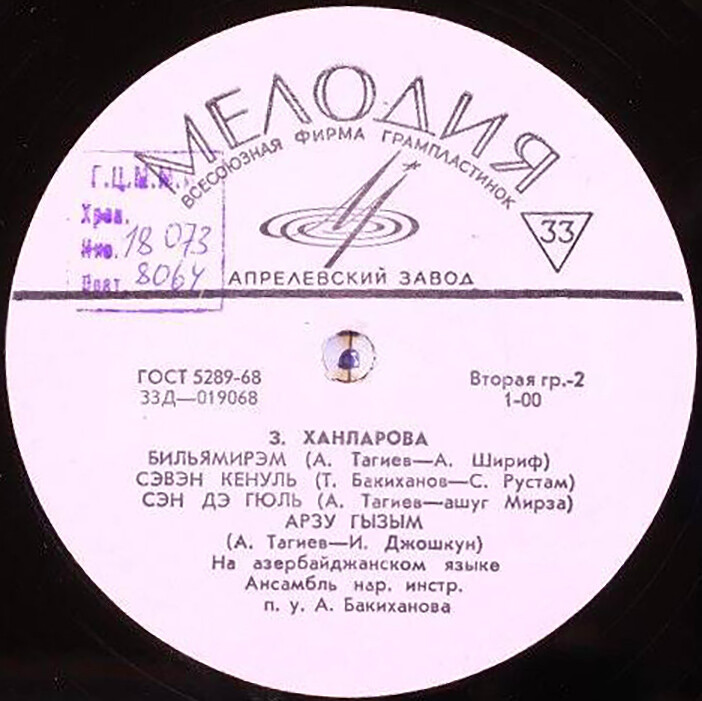 МЕЛОДИЯ
ВСЕСОЮЗНАЯ ФИРМА ГРАМПЛАСТИНОК
33
Г.Ц.М.М.
Хран.
Инв. 18 073
8064
АПРЕЛЕВСКИЙ ЗАВОД
ГОСТ 5289-68
33Д—019068
Вторая гр.-2
1-00
З. ХАНЛАРОВА
БИЛЬЯМИРЭМ (А. Тагиев—А. Шириф)
СЭВЭН КЕНУЛЬ (Т. Бакиханов—С. Рустам)
СЭН ДЭ ГЮЛЬ (А. Тагиев—ашуг Мирза)
АРЗУ ГЫЗЫМ
(А. Тагиев—И. Джошкун)
На азербайджанском языке
Ансамбль нар. инстр.
п. у. А. Бакиханова